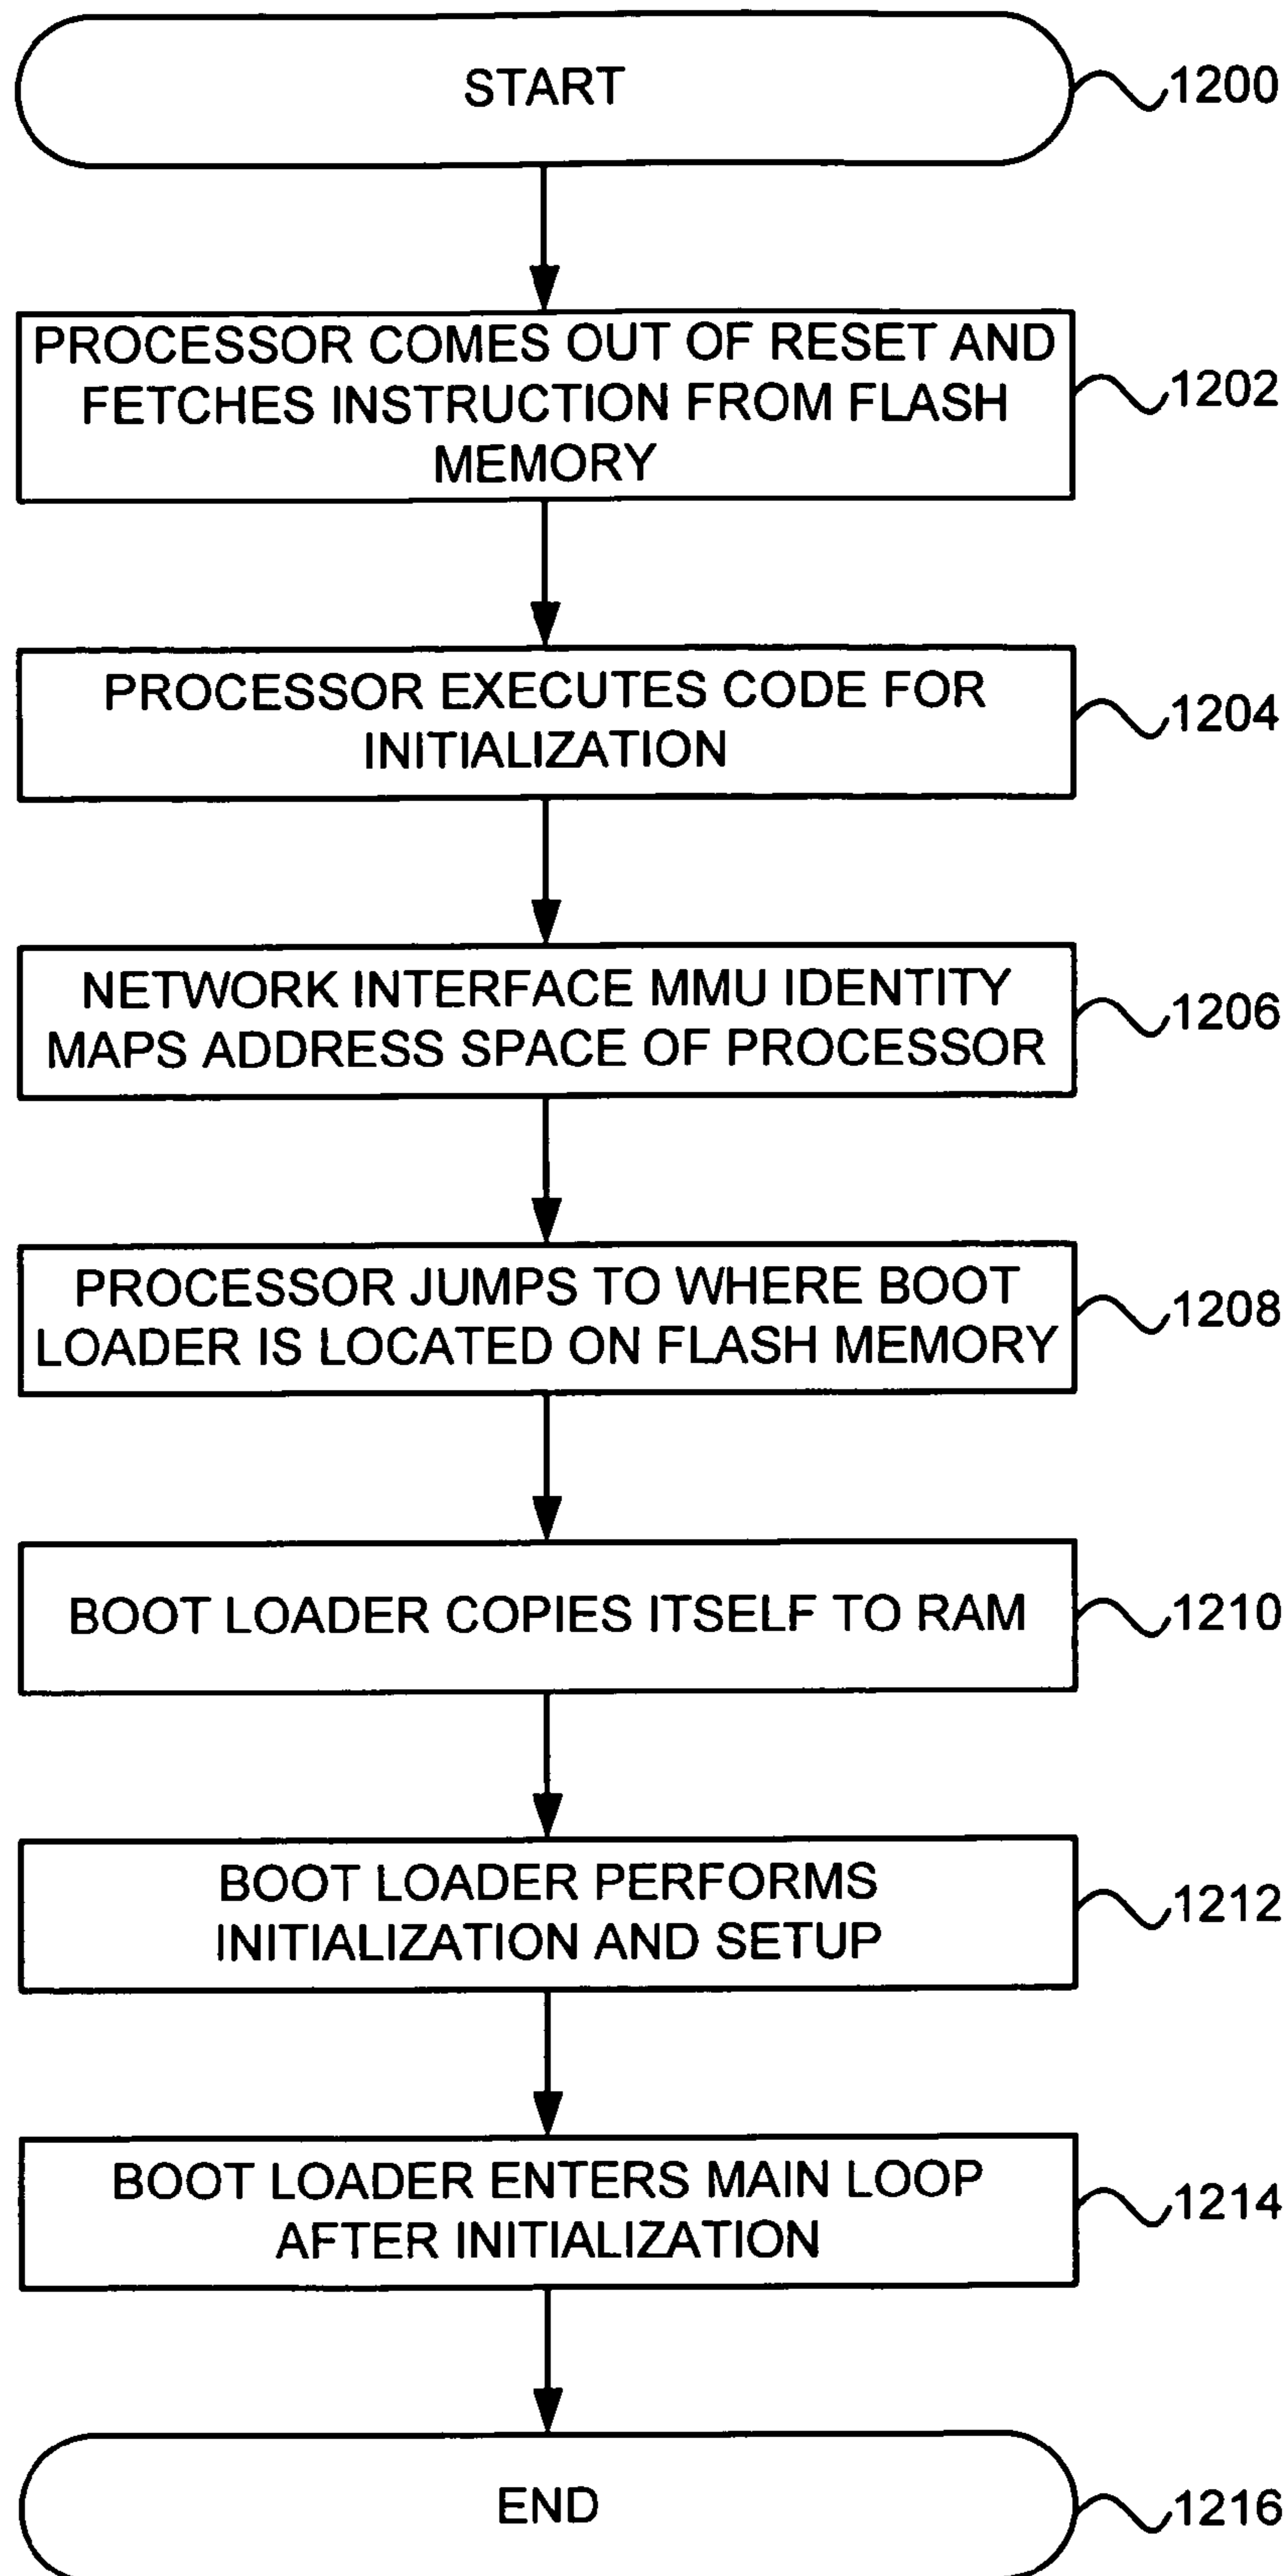 START
1200
PROCESSOR COMES OUT OF RESET AND
FETCHES INSTRUCTION FROM FLASH
MEMORY
1202
PROCESSOR EXECUTES CODE FOR
INITIALIZATION
1204
NETWORK INTERFACE MMU IDENTITY
MAPS ADDRESS SPACE OF PROCESSOR
1206
PROCESSOR JUMPS TO WHERE BOOT
LOADER IS LOCATED ON FLASH MEMORY
1208
BOOT LOADER COPIES ITSELF TO RAM
1210
BOOT LOADER PERFORMS
INITIALIZATION AND SETUP
1212
BOOT LOADER ENTERS MAIN LOOP
AFTER INITIALIZATION
1214
END
1216